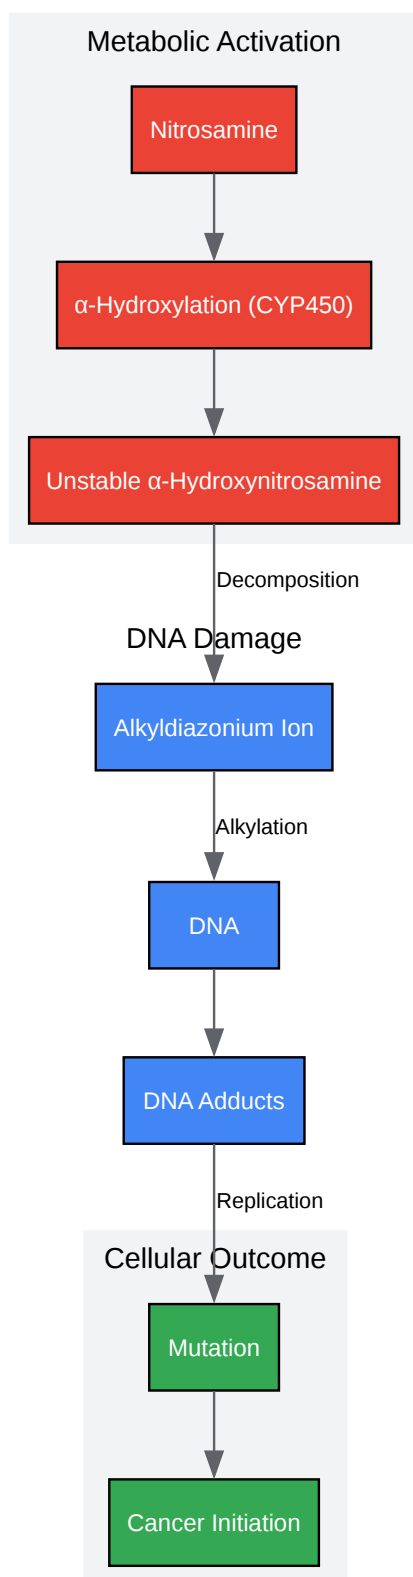 Metabolic Activation
Nitrosamine
α-Hydroxylation (CYP450)
Unstable α-Hydroxynitrosamine
Decomposition
DNA Damage
Alkyldiazonium Ion
Alkylation
DNA
DNA Adducts
Replication
Cellular Outcome
Mutation
Cancer Initiation